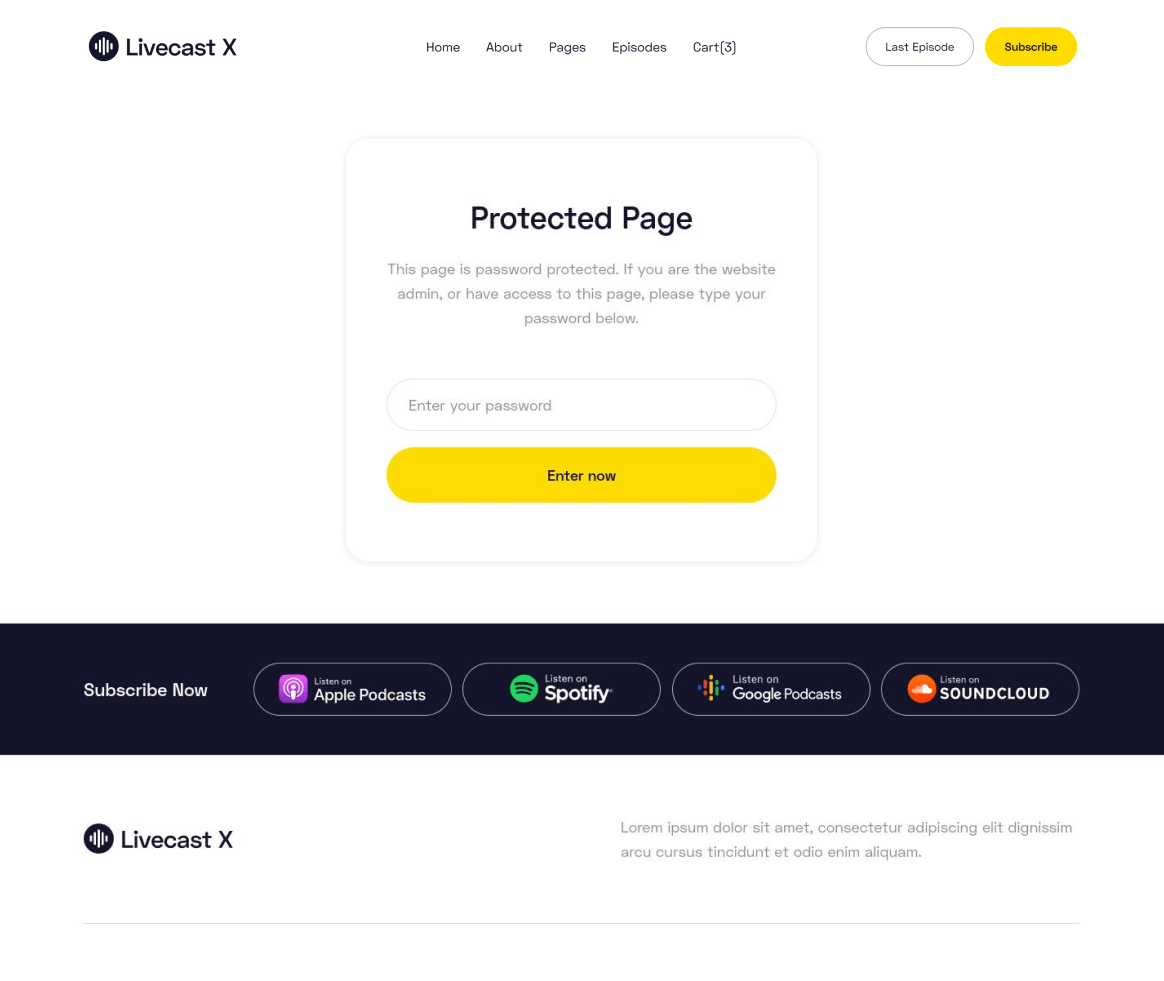 Livecast X
Home About Pages Episodes Cart(3)
Last Episode
Subscribe
Protected Page
This page is password protected. If you are the website
admin, or have access to this page, please type your
password below.
Enter your password
Enter now
Subscribe Now
Listen on
Apple Podcasts
Listen on
Spotify
Listen on
Google Podcasts
Listen on
SOUNDCLOUD
Livecast X
Lorem ipsum dolor sit amet, consectetur adipiscing elit dignissim
arcu cursus tincidunt et odio enim aliquam.